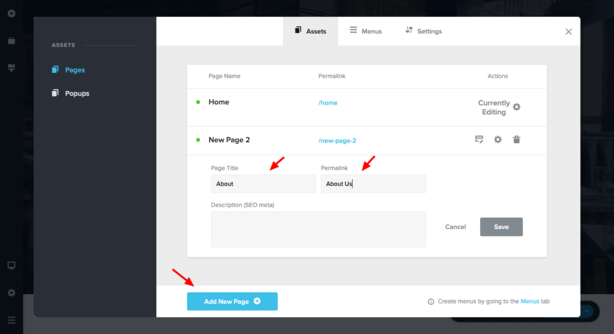 Assets
Menus
Settings
ASSETS
Pages
Popups
Page Name
Permalink
Actions
Home
/home
Currently
Editing
New Page 2
/new-page-2
Page Title
Permalink
About
About Us
Description (SEO meta)
Cancel
Save
Add New Page
Create menus by going to the Menus tab